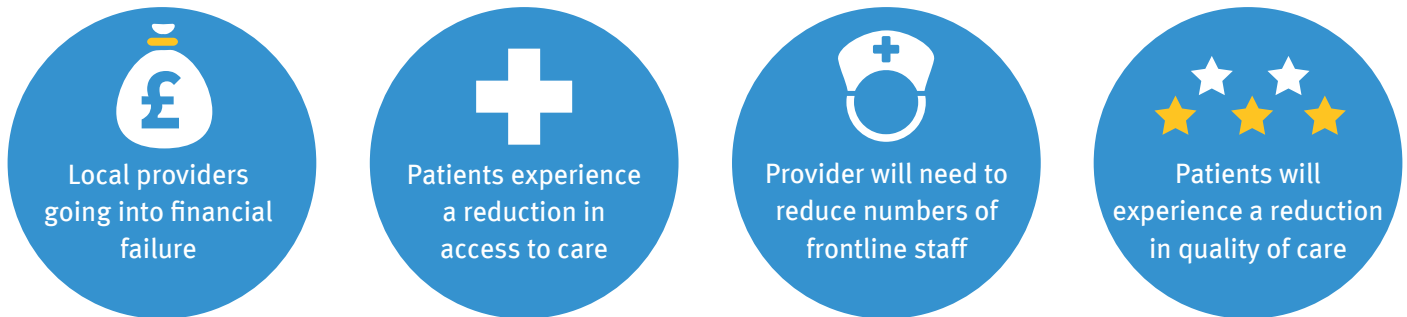 £
Local providers
going into financial
failure
Patients experience
a reduction in
access to care
Provider will need to
reduce numbers of
frontline staff
Patients will
experience a reduction
in quality of care